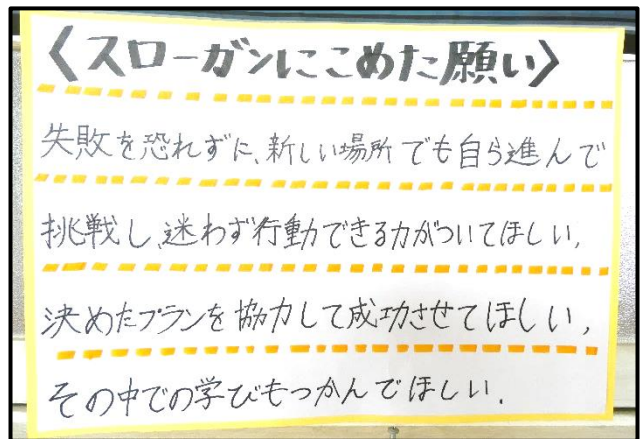 〈スローガンにこめた願い〉
失敗を恐れずに、新しい場所でも自ら進んで
挑戦し、迷わず行動できる力がついてほしい,
決めたプランを協力して成功させてほしい,
その中での学びもつかんでほしい.